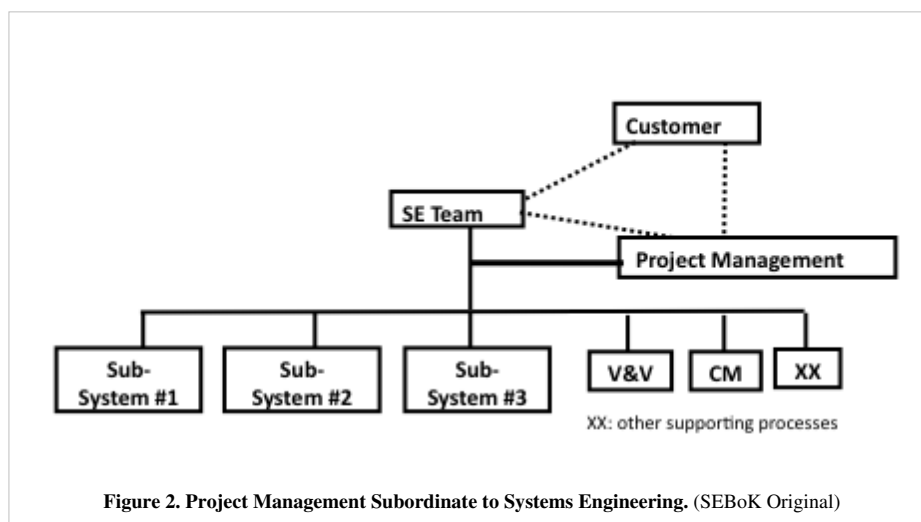 Customer
SE Team
Project Management
Sub-
System #1
Sub-
System #2
Sub-
System #3
V&V
CM
XX
XX: other supporting processes
Figure 2. Project Management Subordinate to Systems Engineering. (SEBoK Original)